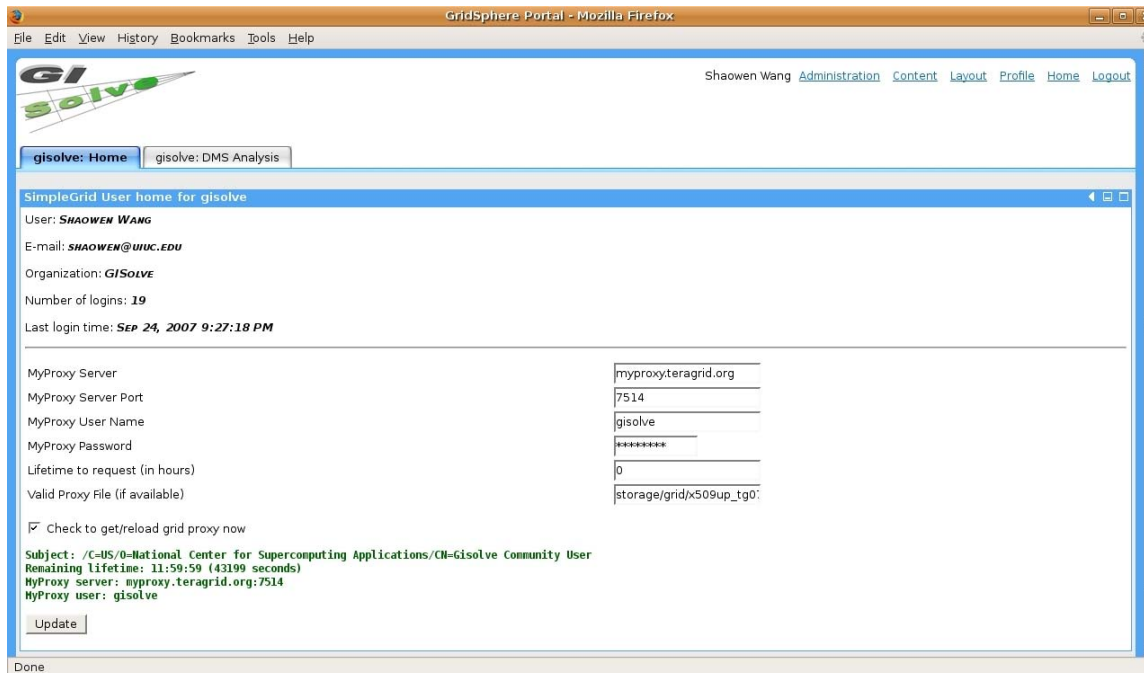 GridSphere Portal - Mozilla Firefox
File Edit View History Bookmarks Tools Help
GI
solve
Shaowen Wang Administration Content Layout Profile Home Logout
gisolve: Home gisolve: DMS Analysis
SimpleGrid User home for gisolve
User: SHAOWEN WANG
E-mail: SHAOWEN@UIUC.EDU
Organization: GISOLVE
Number of logins: 19
Last login time: SEP 24, 2007 9:27:18 PM
MyProxy Server myproxy.teragrid.org
MyProxy Server Port 7514
MyProxy User Name gisolve
MyProxy Password ********
Lifetime to request (in hours) 0
Valid Proxy File (if available) storage/grid/x509up_tg0
Check to get/reload grid proxy now
Subject: /C=US/O=National Center for Supercomputing Applications/CN=Gisolve Community User
Remaining lifetime: 11:59:59 (43199 seconds)
MyProxy server: myproxy.teragrid.org:7514
MyProxy user: gisolve
Update
Done